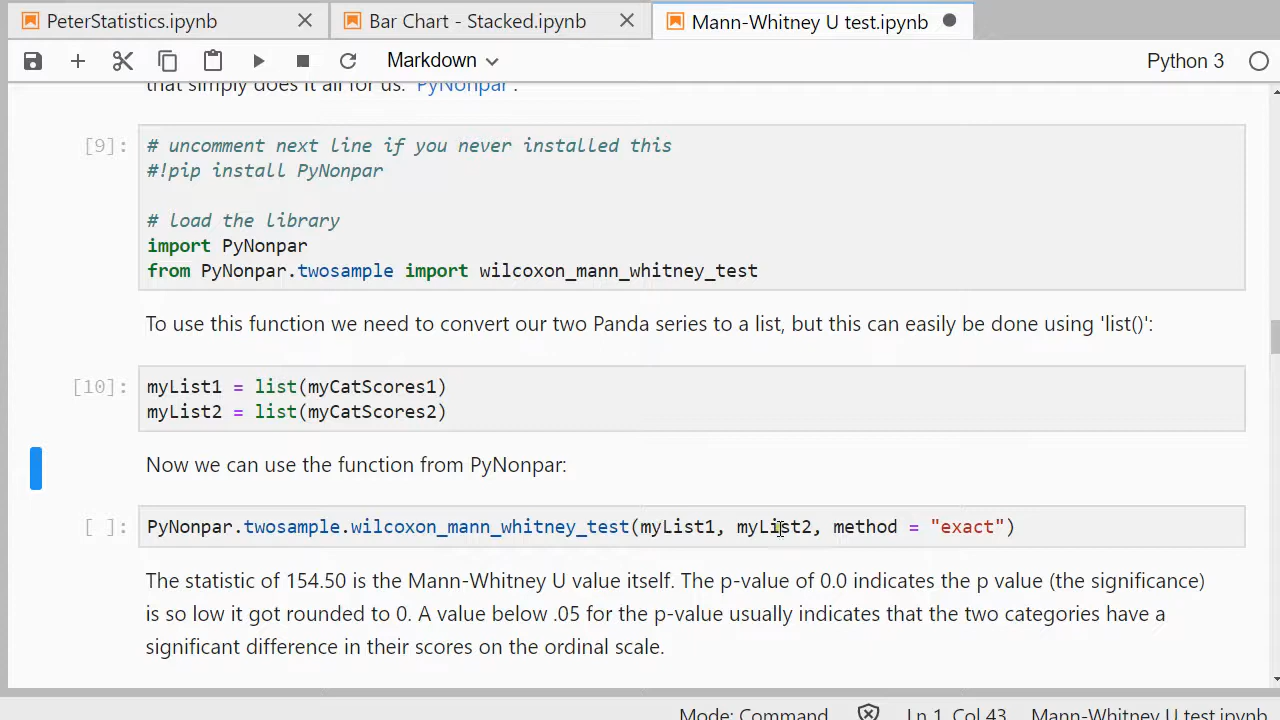 PeterStatistics.ipynb
Bar Chart - Stacked.ipynb
Mann-Whitney U test.ipynb
Markdown
Python 3
that simply does it all for us. 'PyNonpar'.
[9]:
# uncomment next line if you never installed this
#!pip install PyNonpar
# load the library
import PyNonpar
from PyNonpar.twosample import wilcoxon_mann_whitney_test
To use this function we need to convert our two Panda series to a list, but this can easily be done using 'list()':
[10]:
myList1 = list(myCatScores1)
myList2 = list(myCatScores2)
Now we can use the function from PyNonpar:
[ ]:
PyNonpar.twosample.wilcoxon_mann_whitney_test(myList1, myList2, method = "exact")
The statistic of 154.50 is the Mann-Whitney U value itself. The p-value of 0.0 indicates the p value (the significance)
is so low it got rounded to 0. A value below .05 for the p-value usually indicates that the two categories have a
significant difference in their scores on the ordinal scale.
Mode: Command
Ln 1, Col 43
Mann-Whitney U test.ipynb